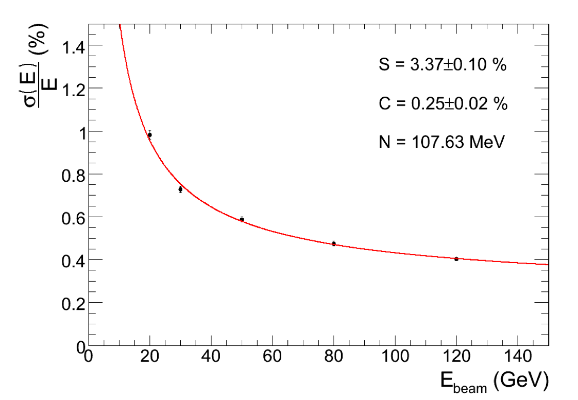 σ(E)/E (%)
1.4
1.2
1
0.8
0.6
0.4
0.2
0
S = 3.37±0.10 %
C = 0.25±0.02 %
N = 107.63 MeV
0 20 40 60 80 100 120 140
E_beam (GeV)